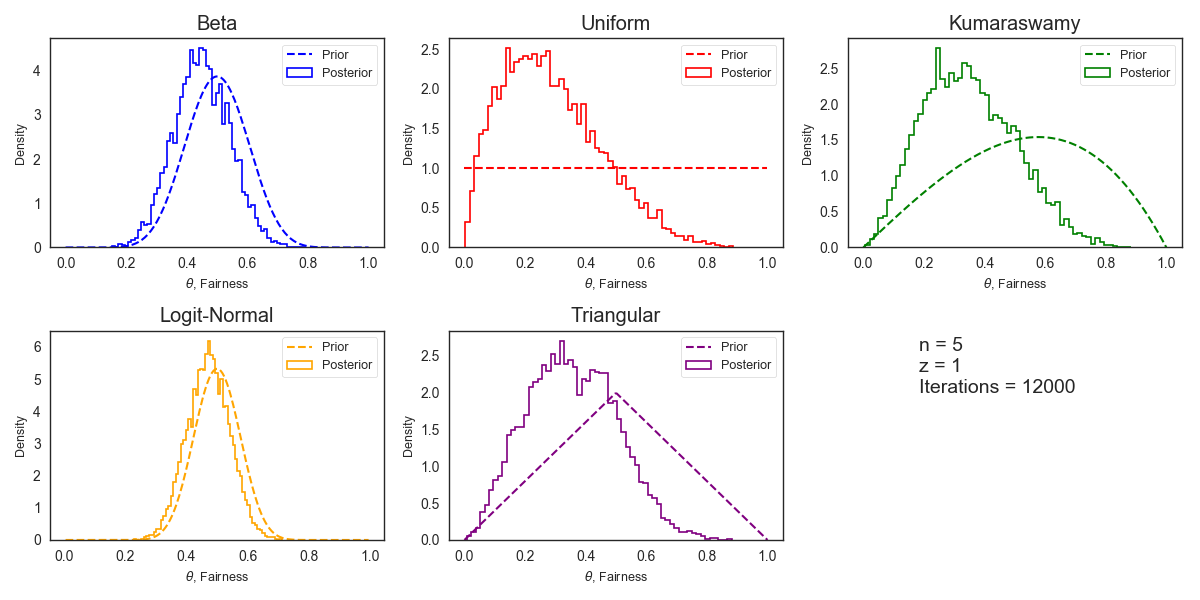 Beta
Density
4
3
2
1
0
Prior
Posterior
0.0 0.2 0.4 0.6 0.8 1.0
θ, Fairness
Uniform
Density
2.5
2.0
1.5
1.0
0.5
0.0
Prior
Posterior
0.0 0.2 0.4 0.6 0.8 1.0
θ, Fairness
Kumaraswamy
Density
2.5
2.0
1.5
1.0
0.5
0.0
Prior
Posterior
0.0 0.2 0.4 0.6 0.8 1.0
θ, Fairness
Logit-Normal
Density
6
5
4
3
2
1
0
Prior
Posterior
0.0 0.2 0.4 0.6 0.8 1.0
θ, Fairness
Triangular
Density
2.5
2.0
1.5
1.0
0.5
0.0
Prior
Posterior
0.0 0.2 0.4 0.6 0.8 1.0
θ, Fairness
n = 5
z = 1
Iterations = 12000